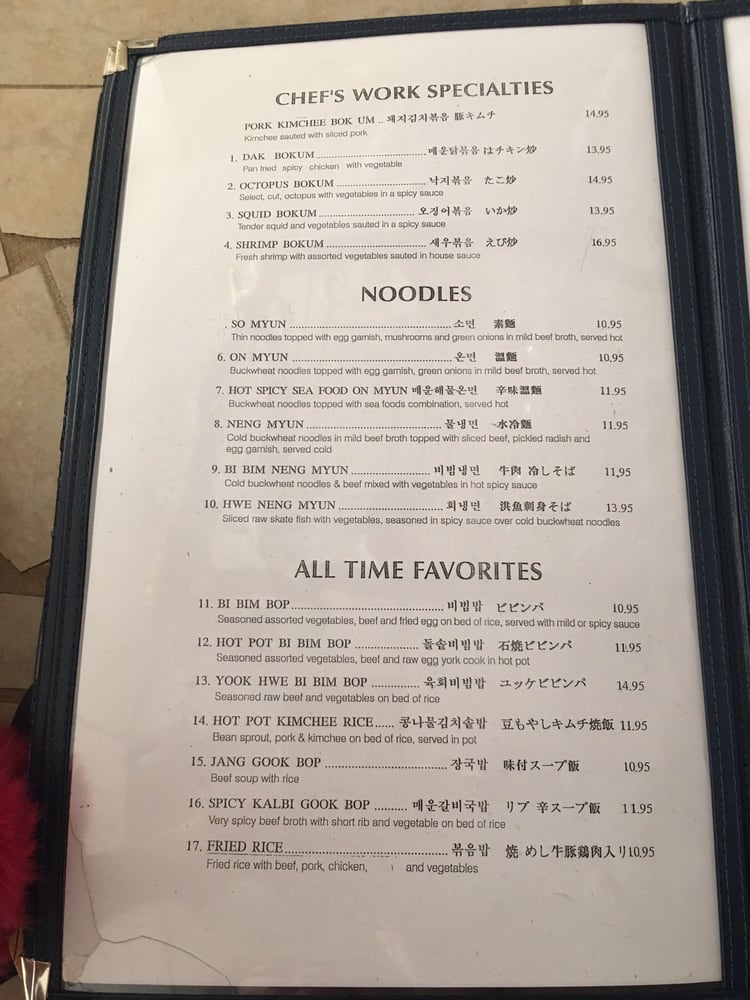 CHEF'S WORK SPECIALTIES
PORK KIMCHEE BOK UM .. 돼지김치볶음 豚キムチ 14.95
Kimchee sauted with sliced pork
1. DAK BOKUM................................매운닭볶음 はチキン炒 13.95
Pan fried spicy chicken with vegetable
2. OCTOPUS BOKUM ......................... 낙지볶음 たこ炒 14.95
Select, cut, octopus with vegetables in a spicy sauce
3. SQUID BOKUM ........................... 오징어볶음 いか炒 13.95
Tender squid and vegetables sauted in a spicy sauce
4. SHRIMP BOKUM ............................ 새우볶음 えび炒 16.95
Fresh shrimp with assorted vegetables sauted in house sauce
NOODLES
. SO MYUN .............................................. 소면 素麵 10.95
Thin noodles topped with egg garnish, mushrooms and green onions in mild beef broth, served hot
6. ON MYUN .............................................. 온면 溫麵 10.95
Buckwheat noodles topped with egg garnish, green onions in mild beef broth, served hot
7. HOT SPICY SEA FOOD ON MYUN 매운해물온면 辛味溫麵 11.95
Buckwheat noodles topped with sea foods combination, served hot
8. NENG MYUN ...................................... 물냉면 水冷麵 11.95
Cold buckwheat noodles in mild beef broth topped with sliced beef, pickled radish and
egg garnish, served cold
9. BI BIM NENG MYUN ....................... 비빔냉면 牛肉 冷しそば 11.95
Cold buckwheat noodles & beef mixed with vegetables in hot spicy sauce
10. HWE NENG MYUN ............................. 회냉면 洪魚刺身そば 13.95
Sliced raw skate fish with vegetables, seasoned in spicy sauce over cold buckwheat noodles
ALL TIME FAVORITES
11. BI BIM BOP.......................................... 비빔밥 ビビンパ 10.95
Seasoned assorted vegetables, beef and fried egg on bed of rice, served with mild or spicy sauce
12. HOT POT BI BIM BOP .................. 돌솥비빔밥 石焼ビビンパ 11.95
Seasoned assorted vegetables, beef and raw egg york cook in hot pot
13. YOOK HWE BI BIM BOP ............. 육회비빔밥 ユッケビビンパ 14.95
Seasoned raw beef and vegetables on bed of rice
14. HOT POT KIMCHEE RICE...... 콩나물김치솥밥 豆もやしキムチ焼飯 11.95
Bean sprout, pork & kimchee on bed of rice, served in pot
15. JANG GOOK BOP .................................. 장국밥 味付スープ飯 10.95
Beef soup with rice
16. SPICY KALBI GOOK BOP .......... 매운갈비국밥 リブ 辛スープ飯 11.95
Very spicy beef broth with short rib and vegetable on bed of rice
17. FRIED RICE............................................. 볶음밥 焼 めし牛豚鶏肉入り10.95
Fried rice with beef, pork, chicken, and vegetables